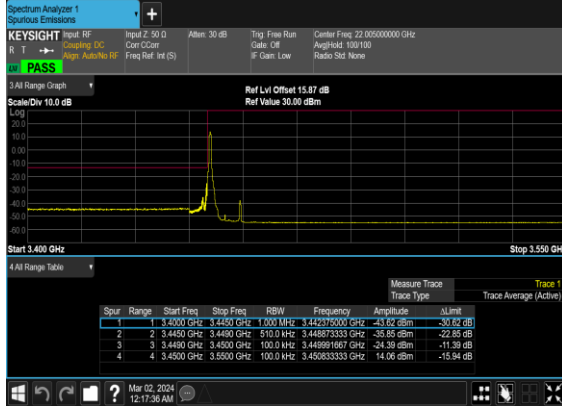 Spectrum Analyzer 1
Spurious Emissions
+
KEYSIGHT Input: RF Input Z: 50 Ω Atten: 30 dB Trig: Free Run Center Freq: 22.005000000 GHz
R T Coupling: DC Corr CCorr Gate: Off Avg|Hold: 100/100
Align: Auto/No RF Freq Ref: Int (S) IF Gain: Low Radio Std: None
PASS
3 All Range Graph Ref Lvl Offset 15.87 dB
Scale/Div 10.0 dB Ref Value 30.00 dBm
Log
20.0
10.0
0.00
-10.0
-20.0
-30.0
-40.0
-50.0
-60.0
Start 3.400 GHz Stop 3.550 GH
4 All Range Table
Measure Trace Trace 1
Trace Type Trace Average (Active)
Spur Range Start Freq Stop Freq RBW Frequency Amplitude ΔLimit
1 1 3.4000 GHz 3.4450 GHz 1.000 MHz 3.442375000 GHz -43.62 dBm -30.62 dB
2 2 3.4450 GHz 3.4490 GHz 510.0 kHz 3.448873333 GHz -35.85 dBm -22.85 dB
3 3 3.4490 GHz 3.4500 GHz 100.0 kHz 3.449991667 GHz -24.39 dBm -11.39 dB
4 4 3.4500 GHz 3.5500 GHz 100.0 kHz 3.450833333 GHz 14.06 dBm -15.94 dB
? Mar 02, 2024
12:17:36 AM